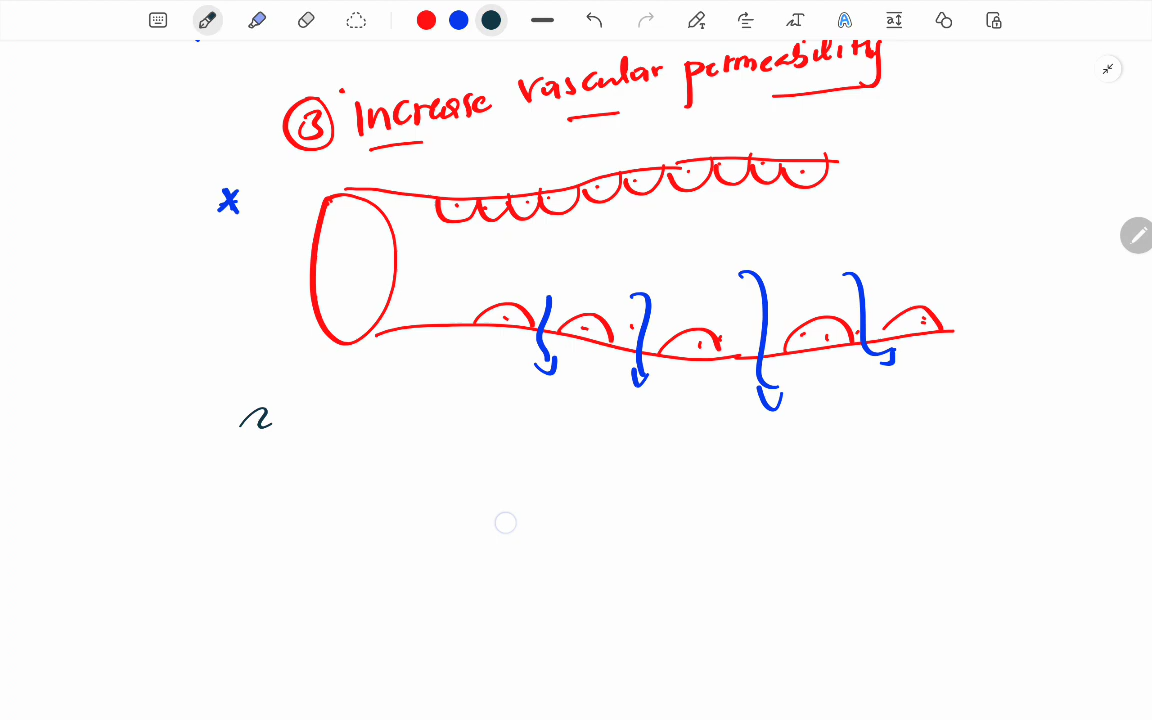 ③ Increase vascular permeability
x